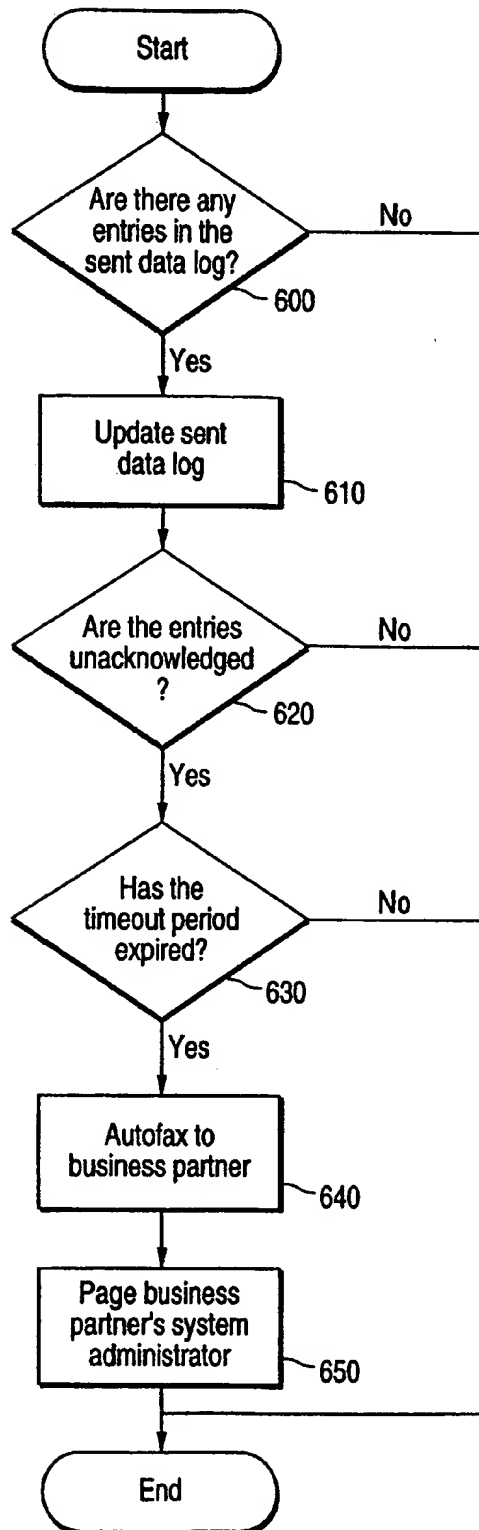 Start
Are there any
entries in the
sent data log?
No
600
Yes
Update sent
data log
610
Are the entries
unacknowledged
?
No
620
Yes
Has the
timeout period
expired?
No
630
Yes
Autofax to
business partner
640
Page business
partner's system
administrator
650
End